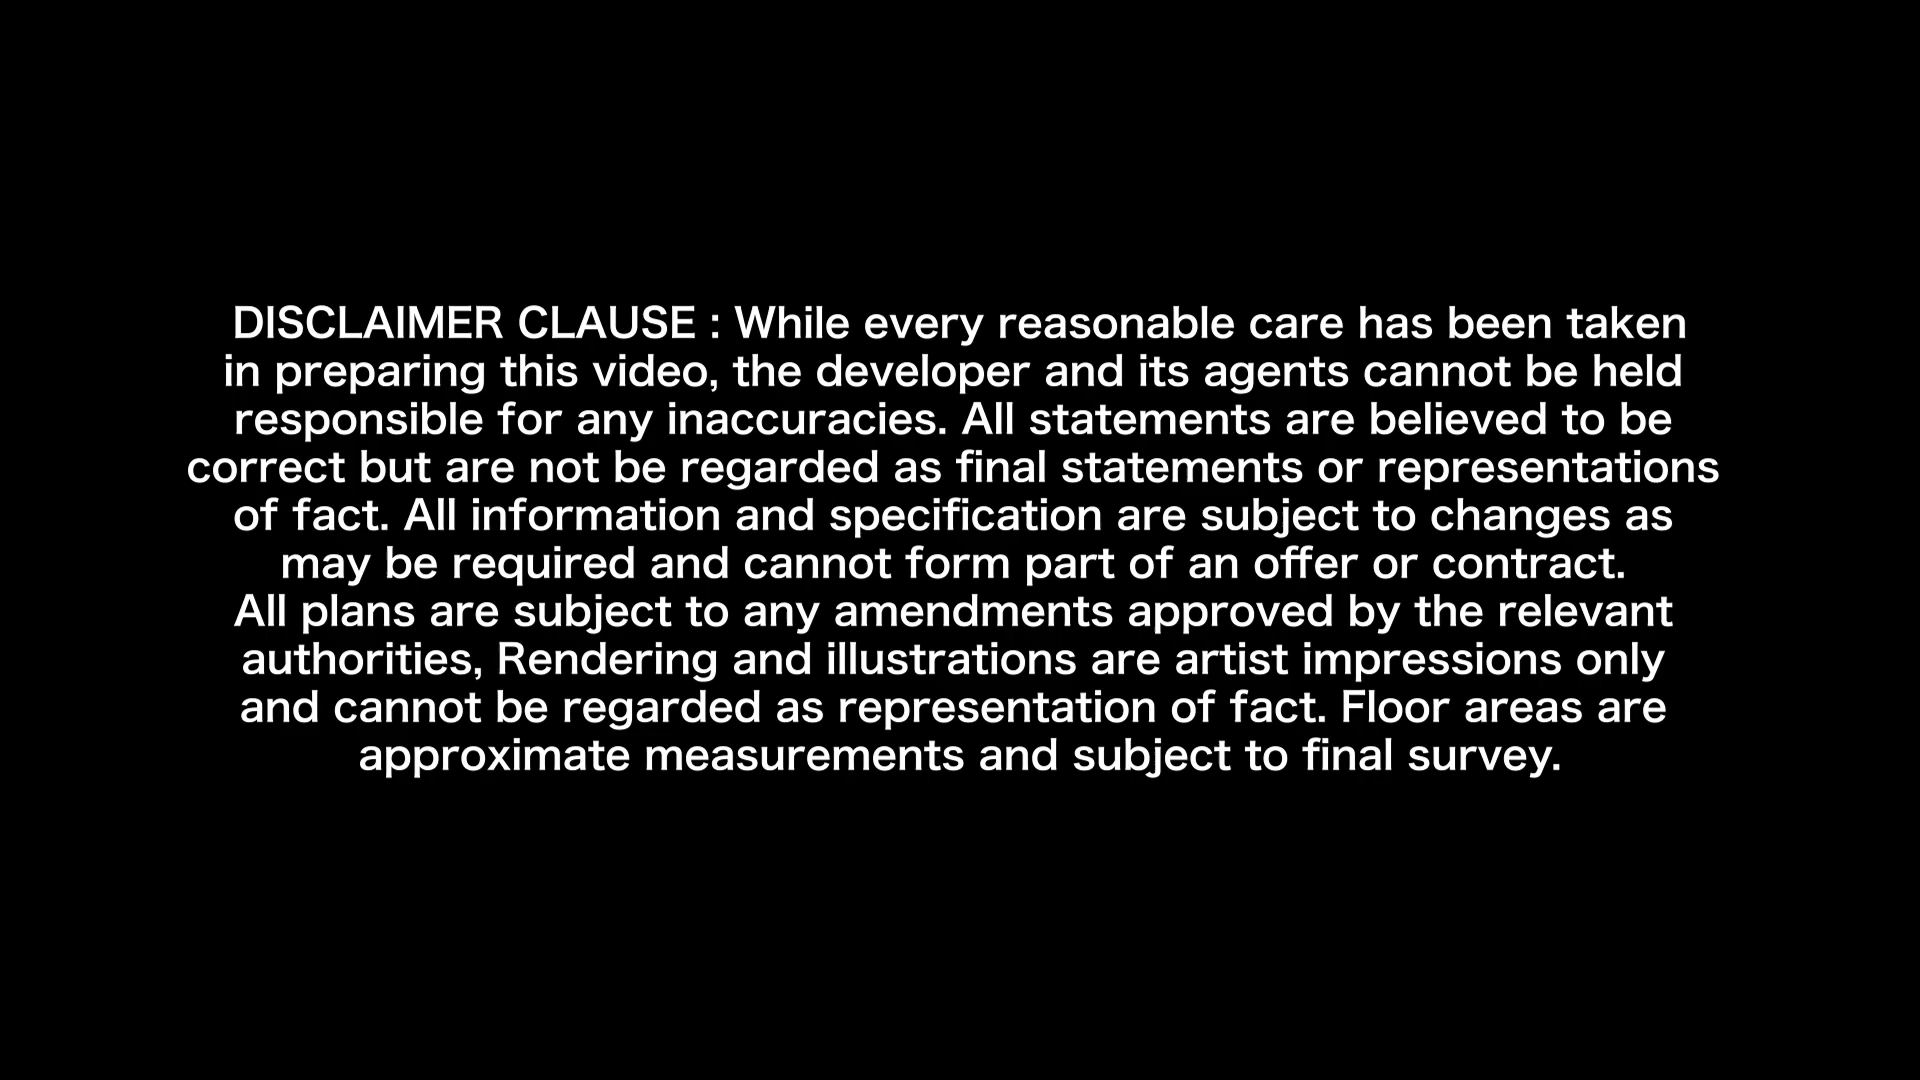 DISCLAIMER CLAUSE : While every reasonable care has been taken
in preparing this video, the developer and its agents cannot be held
responsible for any inaccuracies. All statements are believed to be
correct but are not be regarded as final statements or representations
of fact. All information and specification are subject to changes as
may be required and cannot form part of an offer or contract.
All plans are subject to any amendments approved by the relevant
authorities, Rendering and illustrations are artist impressions only
and cannot be regarded as representation of fact. Floor areas are
approximate measurements and subject to final survey.